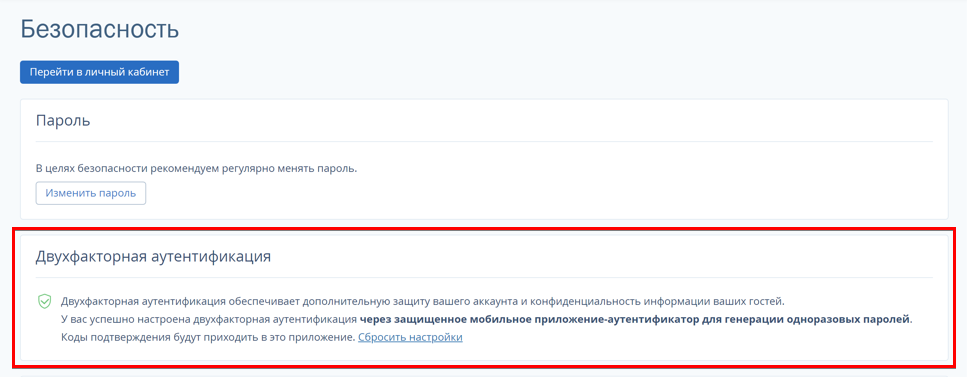 Безопасность
Перейти в личный кабинет
Пароль
В целях безопасности рекомендуем регулярно менять пароль.
Изменить пароль
Двухфакторная аутентификация
Двухфакторная аутентификация обеспечивает дополнительную защиту вашего аккаунта и конфиденциальность информации ваших гостей.
У вас успешно настроена двухфакторная аутентификация через защищенное мобильное приложение-аутентификатор для генерации одноразовых паролей.
Коды подтверждения будут приходить в это приложение. Сбросить настройки